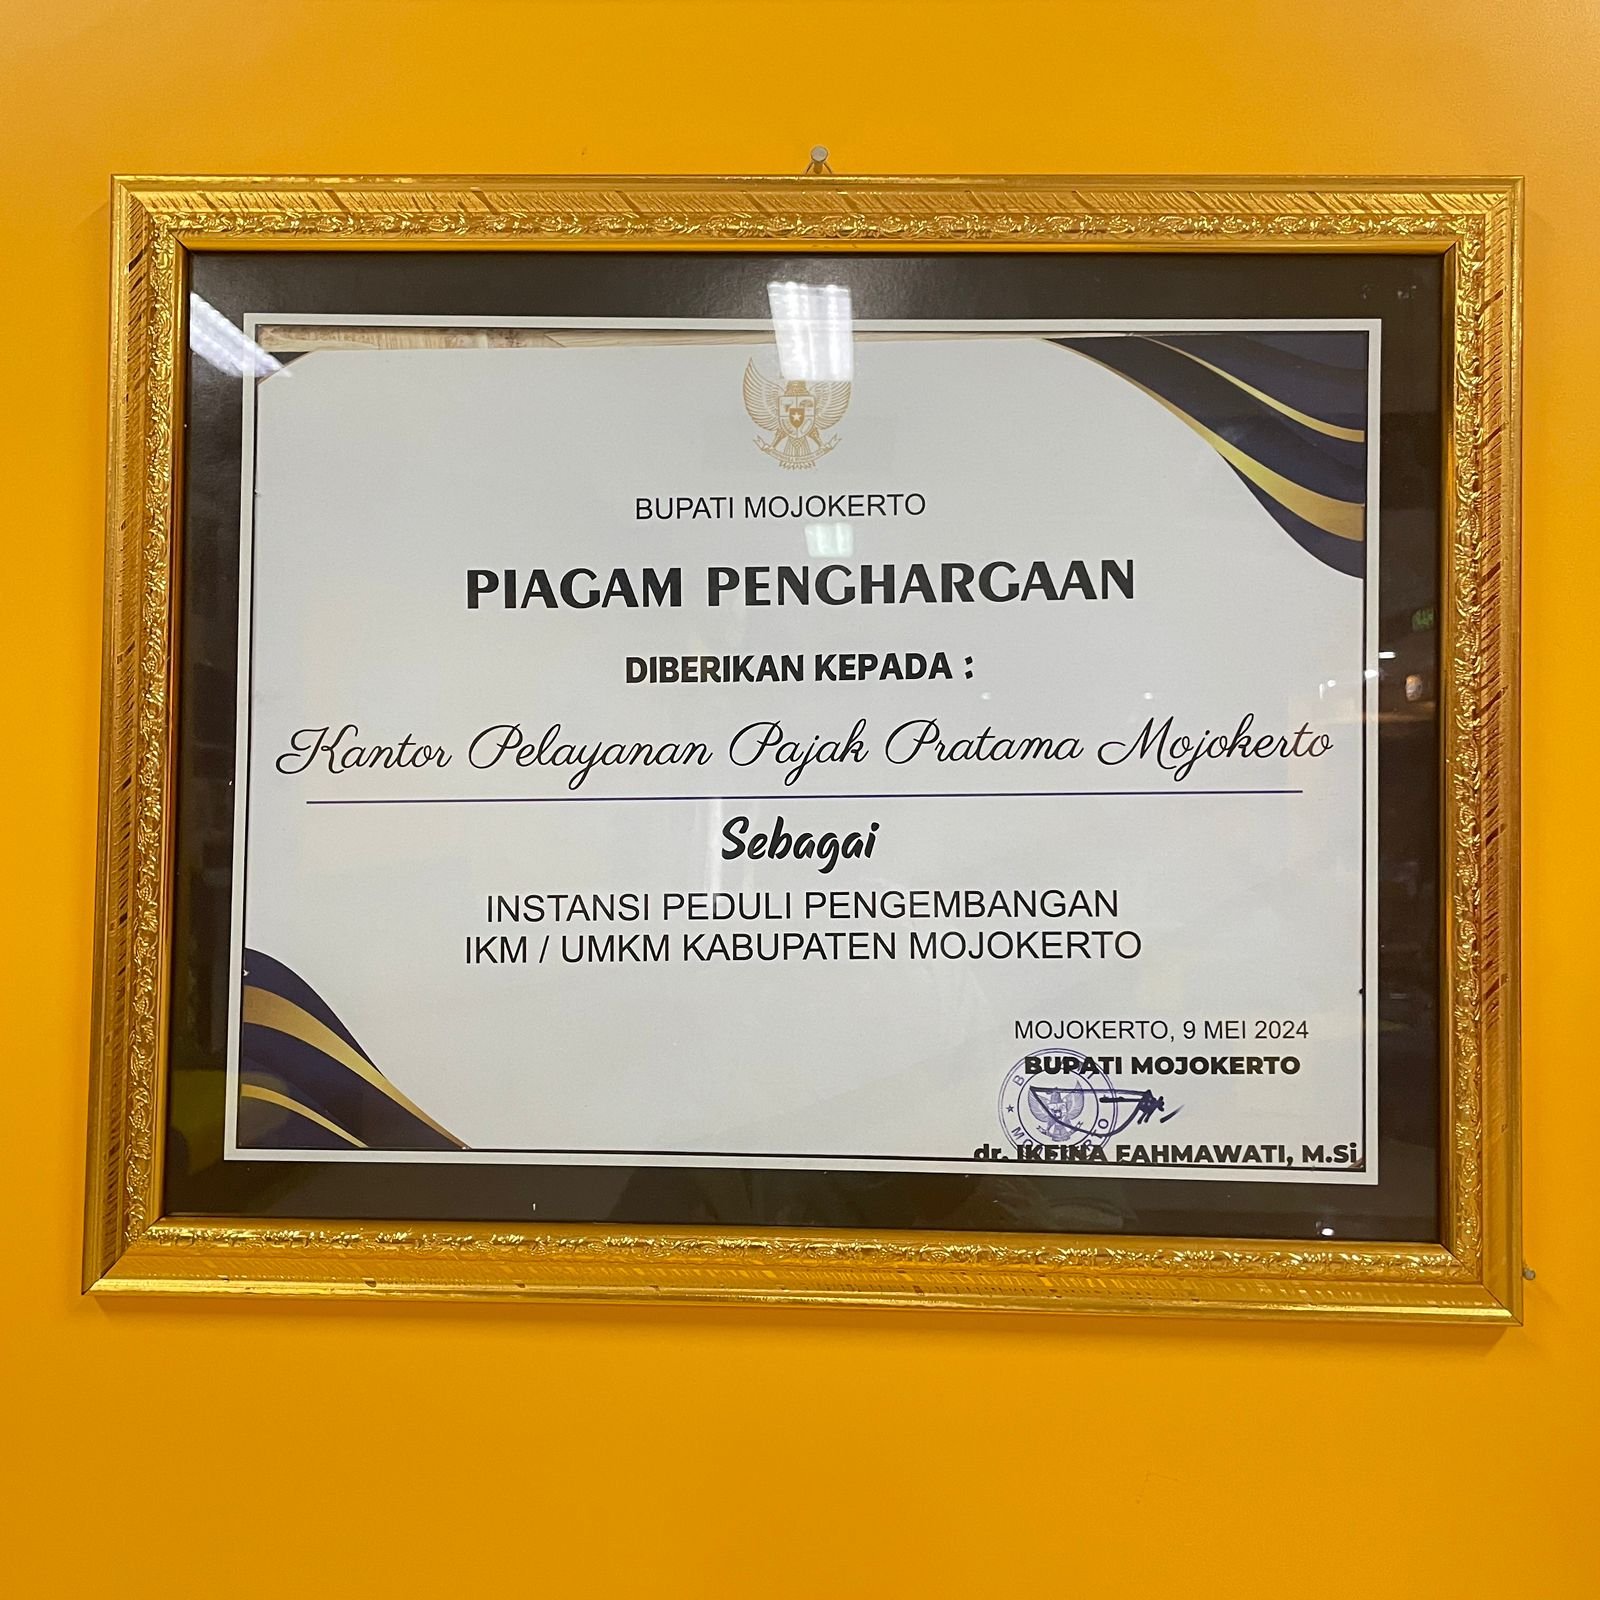 BUPATI MOJOKERTO
PIAGAM PENGHARGAAN
DIBERIKAN KEPADA :
Kantor Pelayanan Pajak Pratama Mojokerto
Sebagai
INSTANSI PEDULI PENGEMBANGAN
IKM / UMKM KABUPATEN MOJOKERTO
MOJOKERTO, 9 MEI 2024
BUPATI MOJOKERTO
dr. IKFINA FAHMAWATI, M.Si